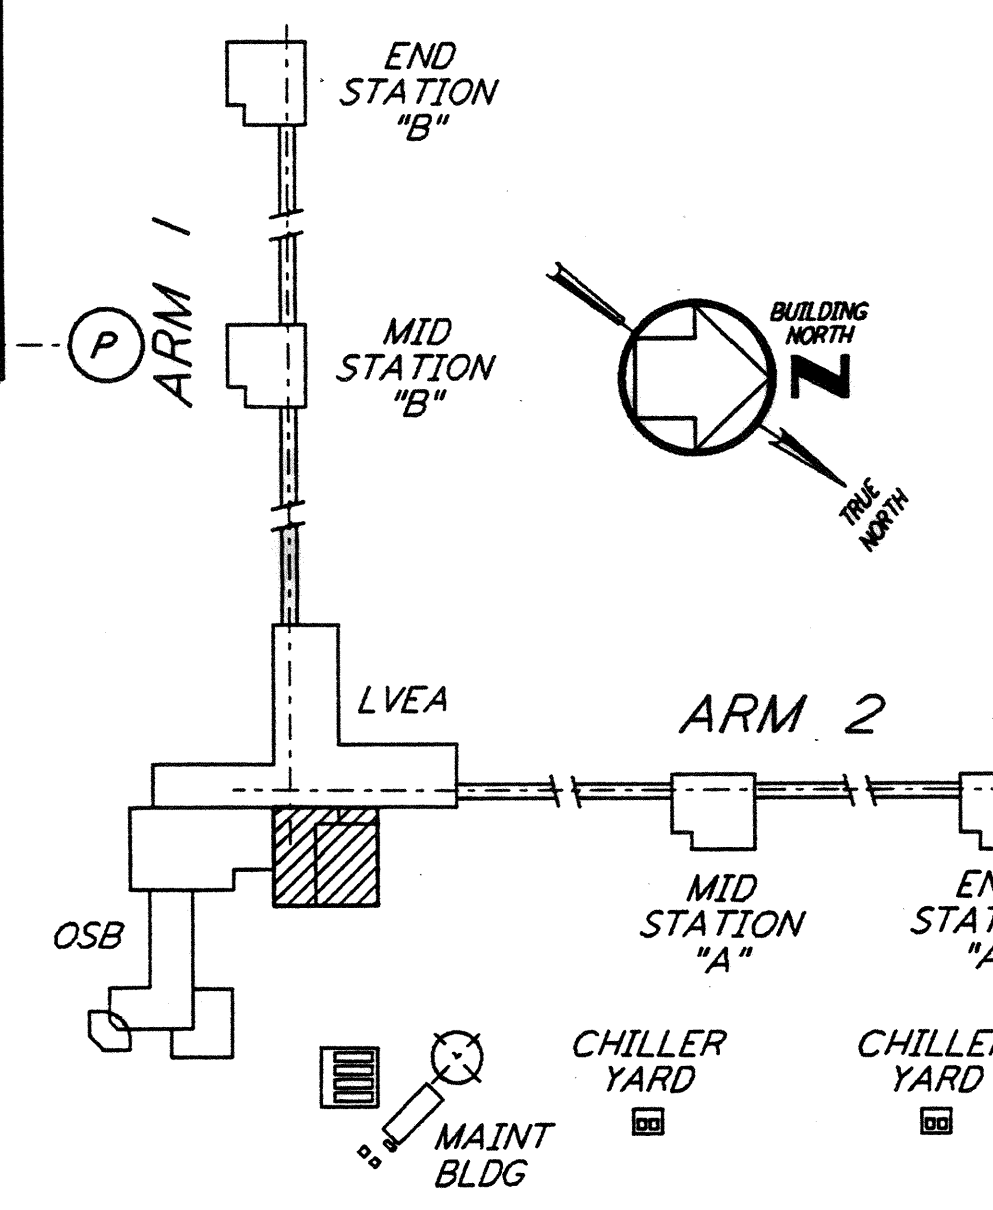 END
STATION
"B"
ARM 1
P
BUILDING
NORTH
N
MID
STATION
"B"
TRUE
NORTH
LVEA
ARM 2
MID
STATION
"A"
OSB
CHILLER
YARD
YARD
MAINT
BLDG